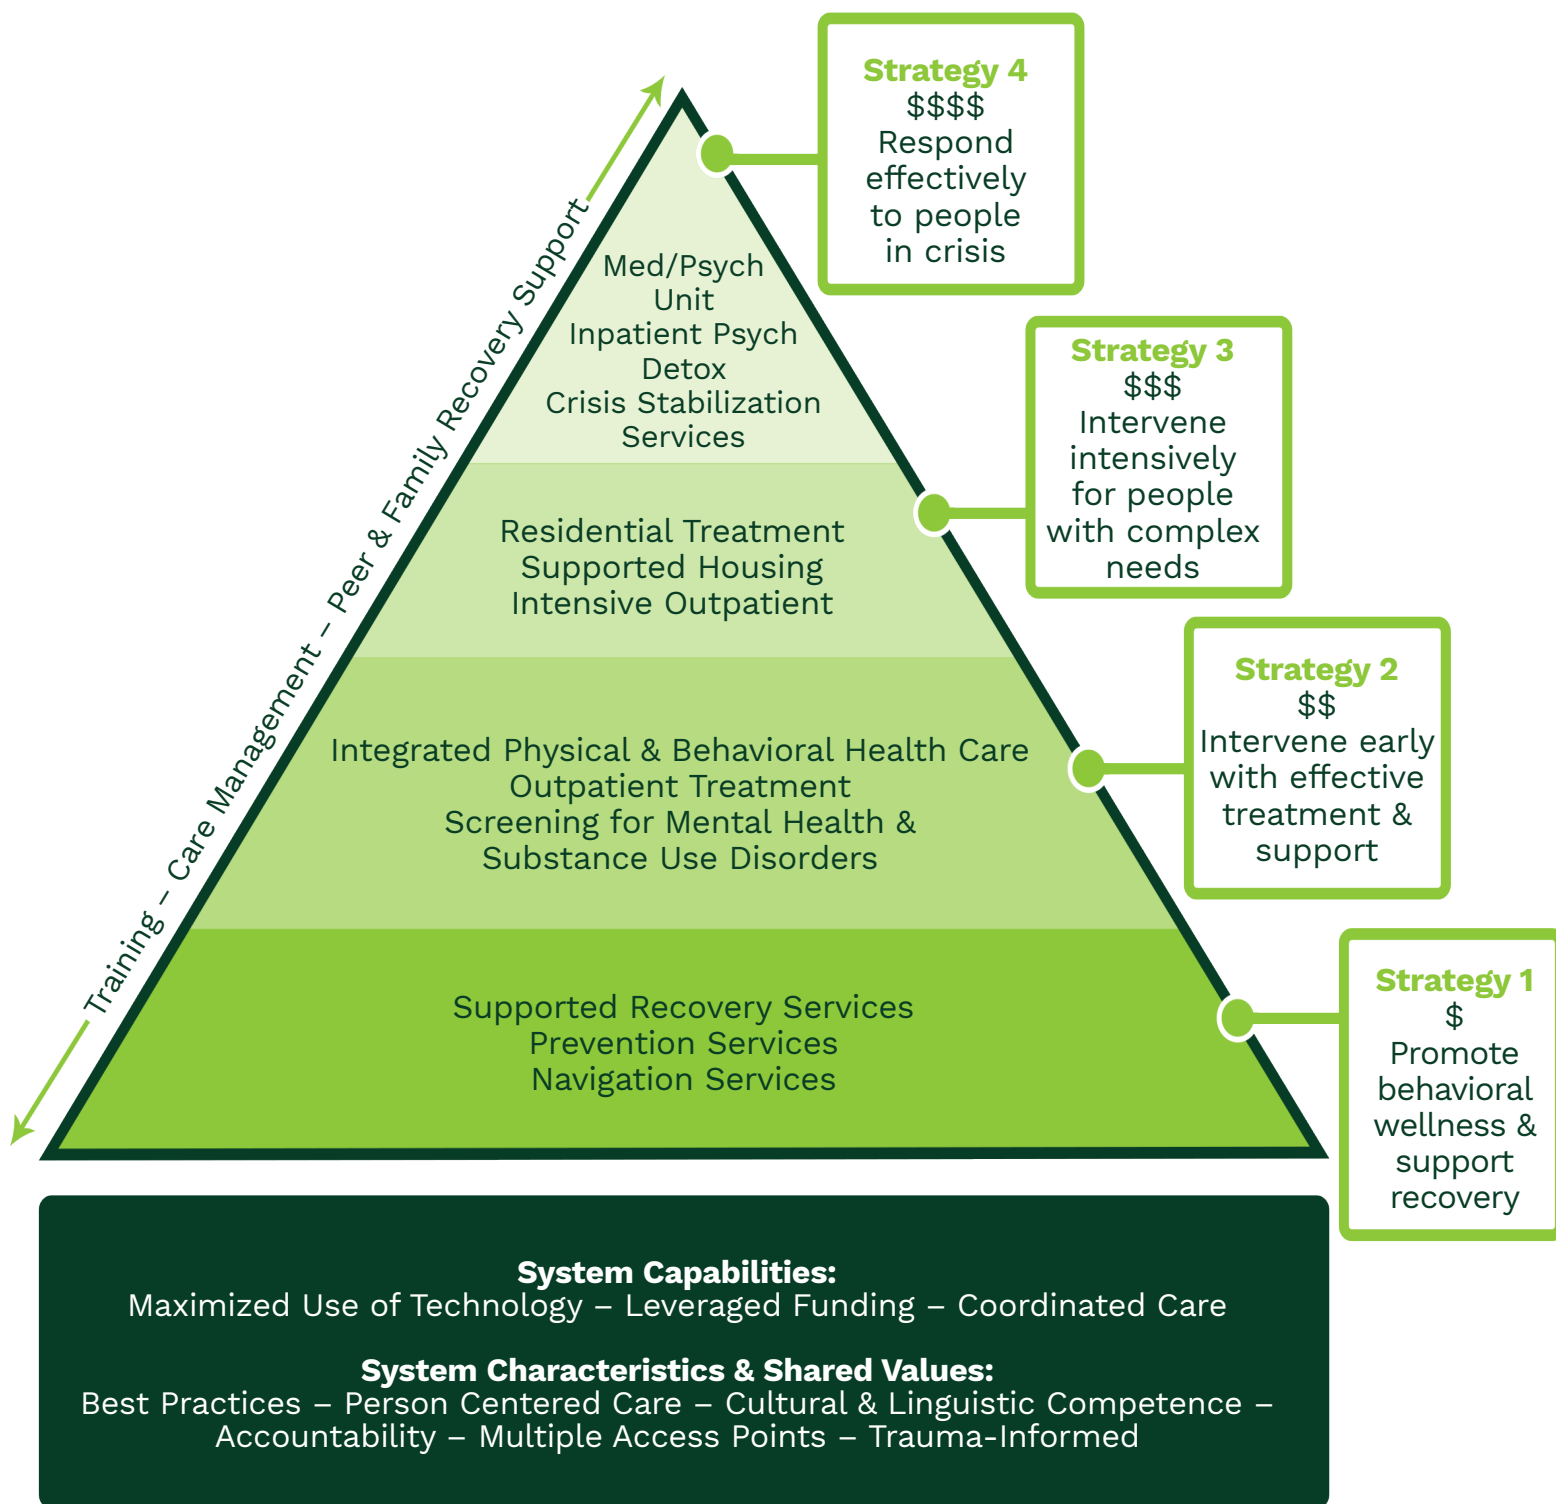 Strategy 4
$$$$
Respond
effectively
to people
in crisis
Med/Psych
Unit
Inpatient Psych
Detox
Crisis Stabilization
Services
Strategy 3
$$$
Intervene
intensively
for people
with complex
needs
Residential Treatment
Supported Housing
Intensive Outpatient
Strategy 2
$$
Intervene early
with effective
treatment &
support
Integrated Physical & Behavioral Health Care
Outpatient Treatment
Screening for Mental Health &
Substance Use Disorders
Strategy 1
$
Promote
behavioral
wellness &
support
recovery
Supported Recovery Services
Prevention Services
Navigation Services
Training – Care Management – Peer & Family Recovery Support
System Capabilities:
Maximized Use of Technology – Leveraged Funding – Coordinated Care
System Characteristics & Shared Values:
Best Practices – Person Centered Care – Cultural & Linguistic Competence –
Accountability – Multiple Access Points – Trauma-Informed